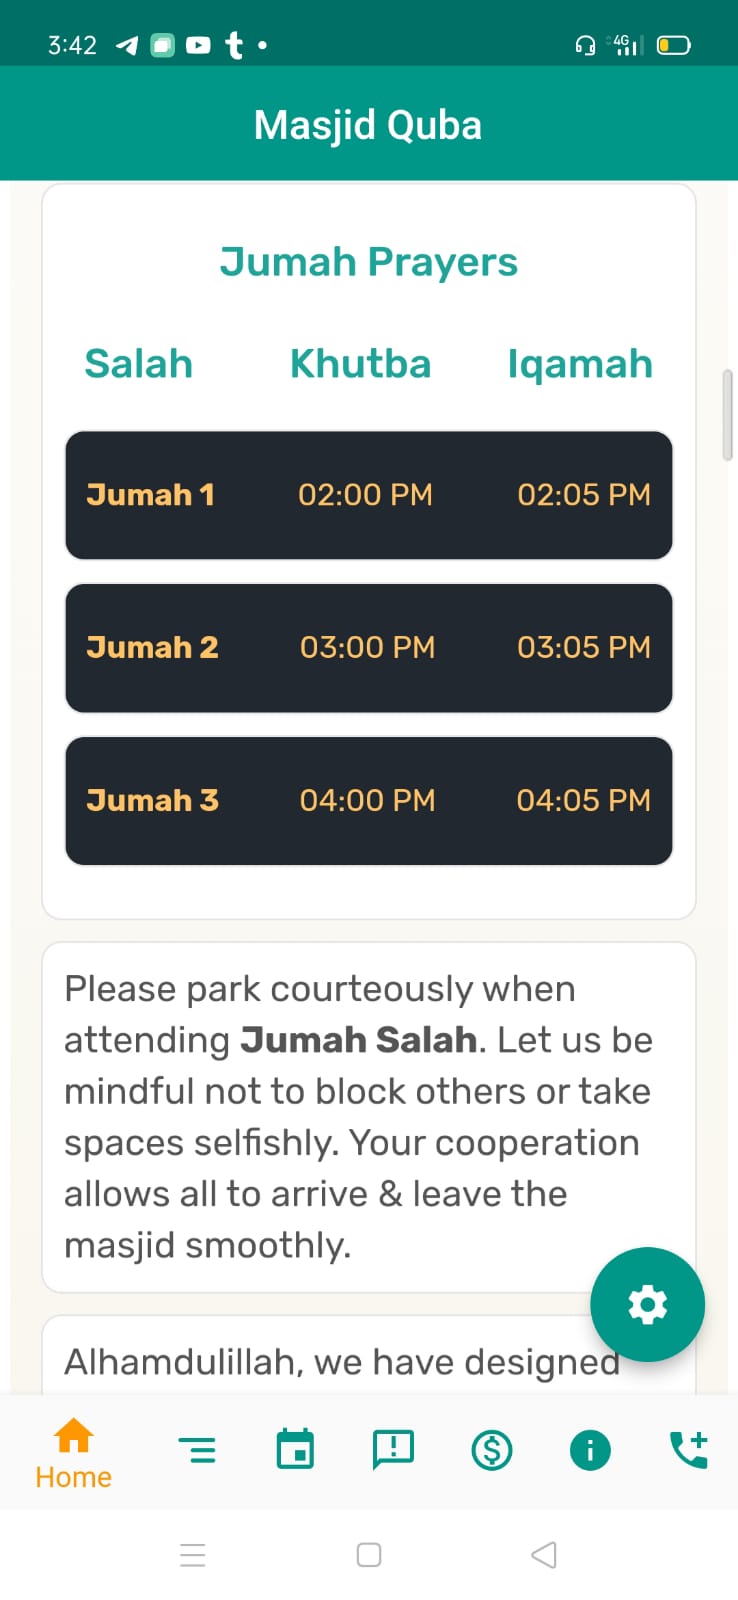 3:42
4G
Masjid Quba
Jumah Prayers
Salah Khutba Iqamah
Jumah 1 02:00 PM 02:05 PM
Jumah 2 03:00 PM 03:05 PM
Jumah 3 04:00 PM 04:05 PM
Please park courteously when
attending Jumah Salah. Let us be
mindful not to block others or take
spaces selfishly. Your cooperation
allows all to arrive & leave the
masjid smoothly.
Alhamdulillah, we have designed
Home